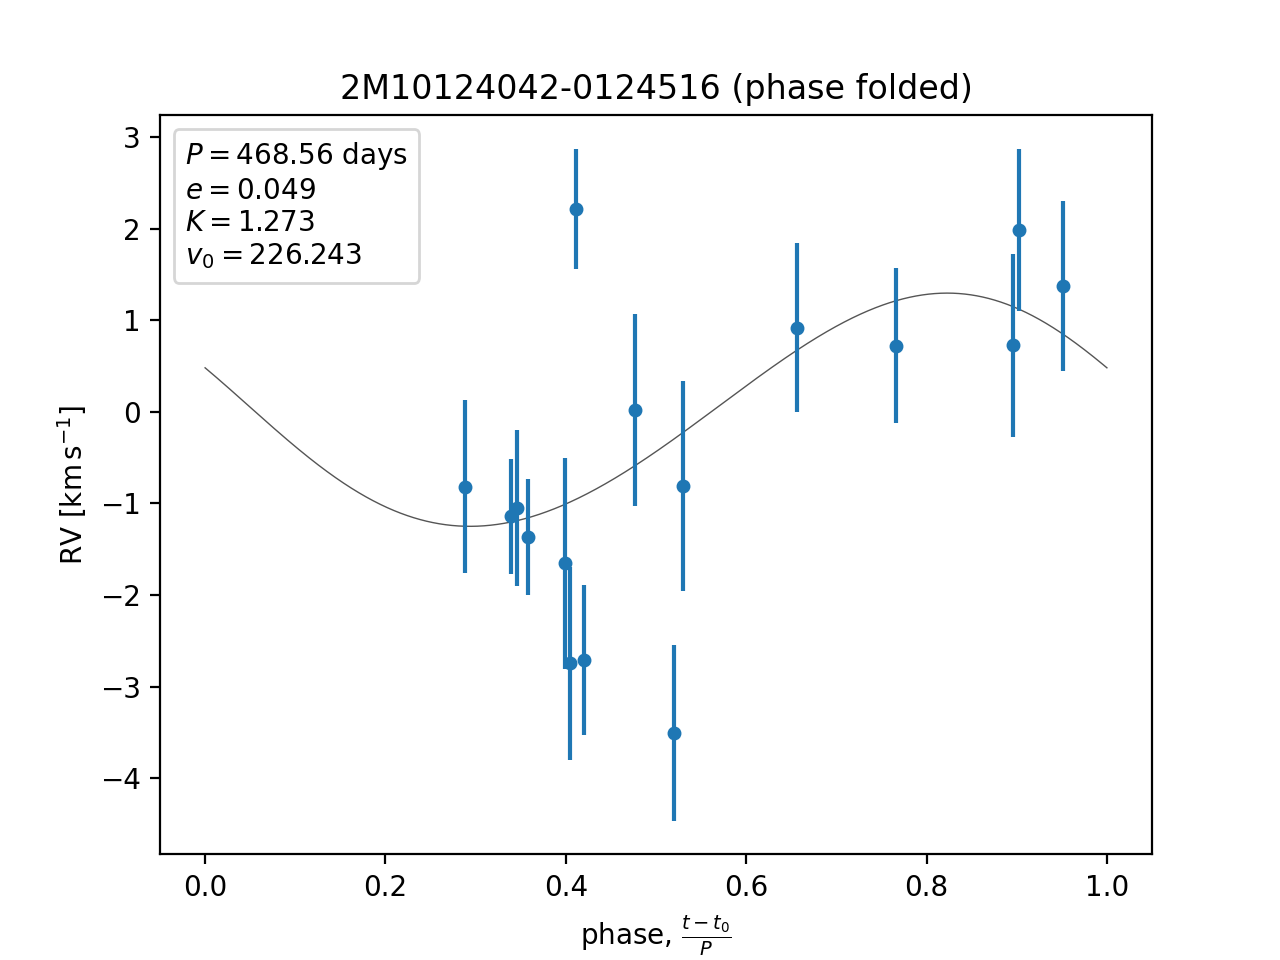 2M10124042-0124516 (phase folded)
P = 468.56 days
e = 0.049
K = 1.273
v₀ = 226.243
3
2
1
0
−1
−2
−3
−4
RV [km s⁻¹]
0.0 0.2 0.4 0.6 0.8 1.0
phase, (t − t₀)/P